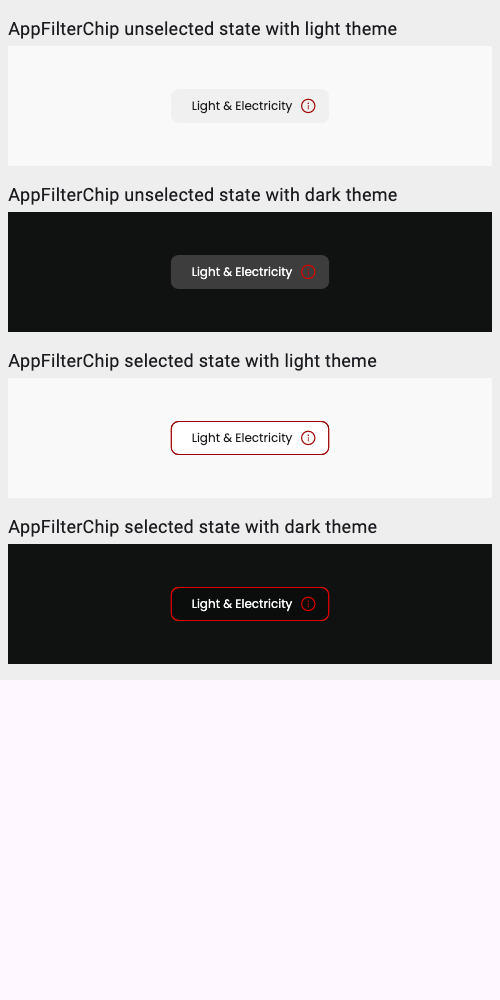 AppFilterChip unselected state with light theme
Light & Electricity
AppFilterChip unselected state with dark theme
Light & Electricity
AppFilterChip selected state with light theme
Light & Electricity
AppFilterChip selected state with dark theme
Light & Electricity